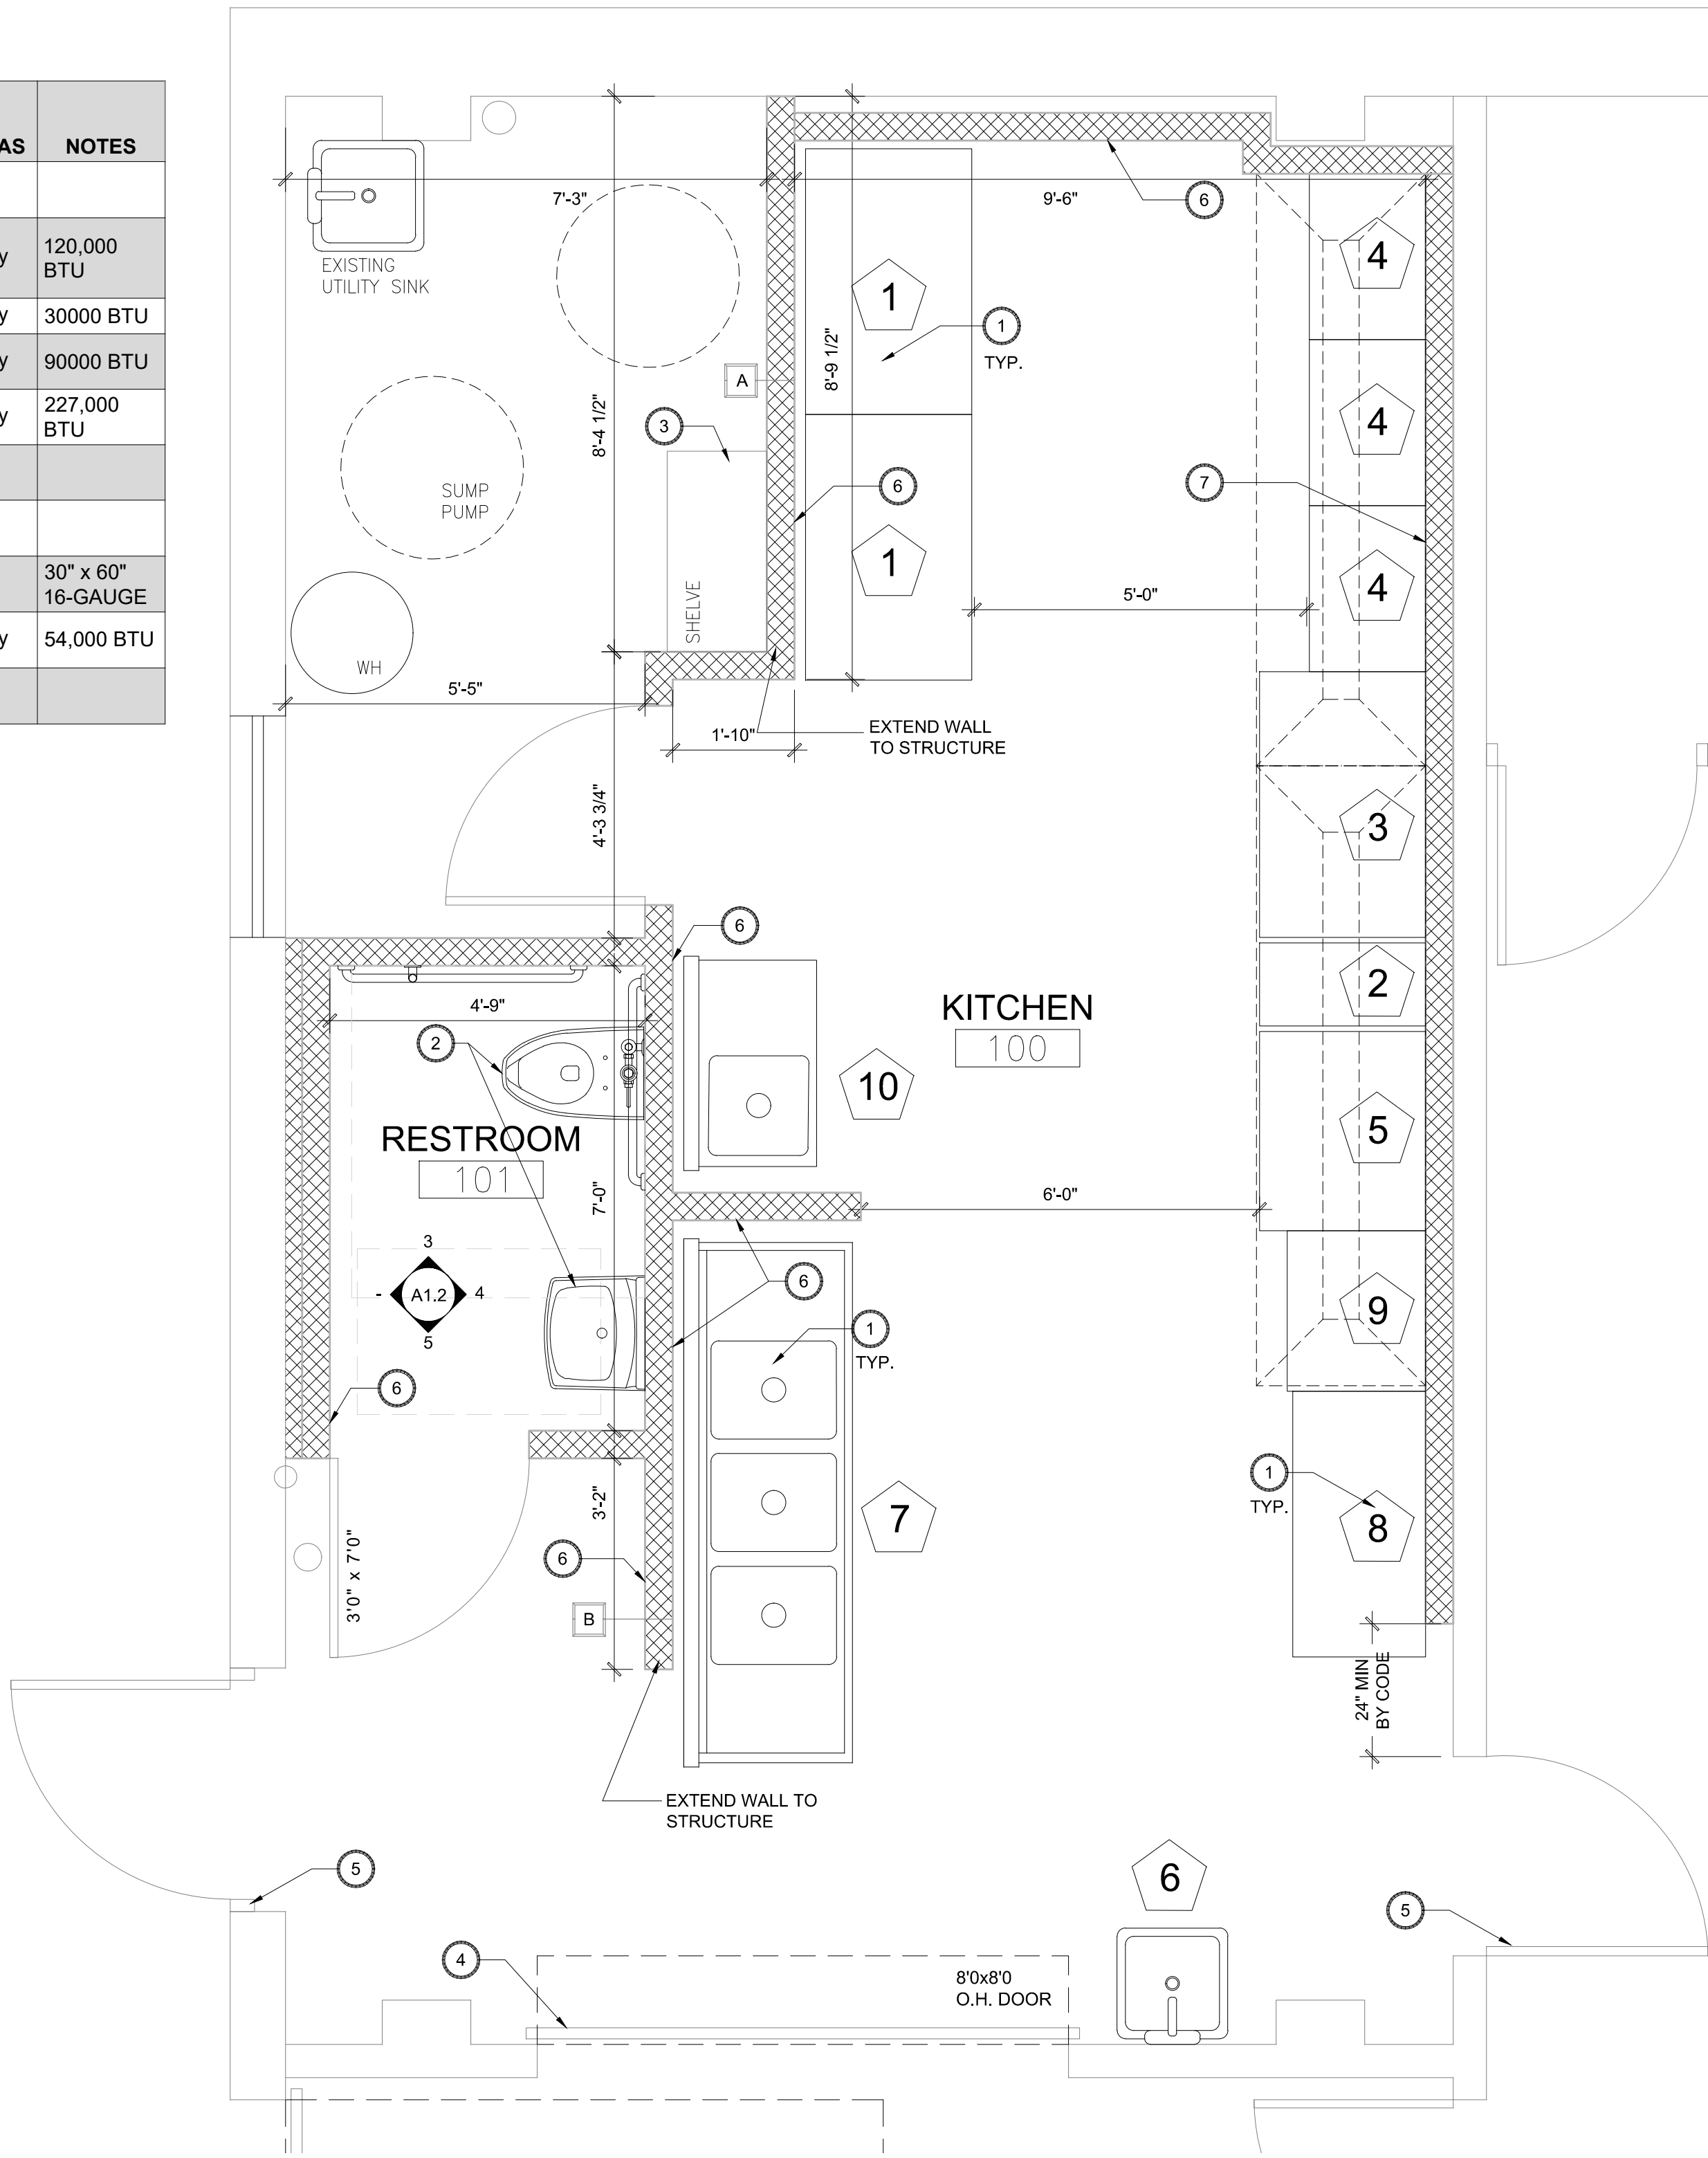 AS NOTES
y 120,000
BTU
y 30000 BTU
y 90000 BTU
y 227,000
BTU
30" x 60"
16-GAUGE
y 54,000 BTU
7'-3"
9'-6"
6
EXISTING
UTILITY SINK
4
1
8'-9 1/2"
1
TYP.
A
8'-4 1/2"
3
4
SUMP
PUMP
6
7
1
4
5'-0"
SHELVE
WH
5'-5"
1'-10"
EXTEND WALL
TO STRUCTURE
4'-3 3/4"
3
6
2
4'-9"
KITCHEN
100
2
10
5
RESTROOM
101
7'-0"
6'-0"
3
- A1.2 4
5
6
9
1
TYP.
6
1
TYP.
3'-2"
7
8
3'0" x 7'0"
6
B
24" MIN
BY CODE
EXTEND WALL TO
STRUCTURE
5
6
5
4
8'0x8'0
O.H. DOOR